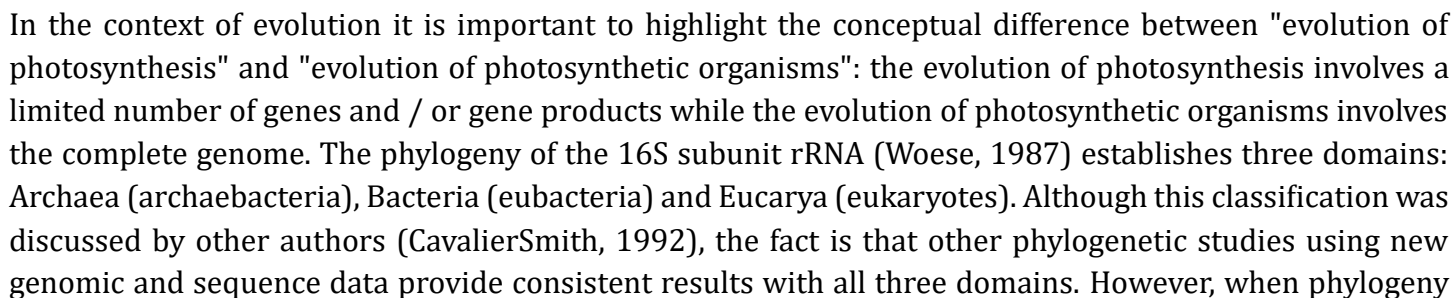 In the context of evolution it is important to highlight the conceptual difference between "evolution of
photosynthesis" and "evolution of photosynthetic organisms": the evolution of photosynthesis involves a
limited number of genes and / or gene products while the evolution of photosynthetic organisms involves
the complete genome. The phylogeny of the 16S subunit rRNA (Woese, 1987) establishes three domains:
Archaea (archaebacteria), Bacteria (eubacteria) and Eucarya (eukaryotes). Although this classification was
discussed by other authors (CavalierSmith, 1992), the fact is that other phylogenetic studies using new
genomic and sequence data provide consistent results with all three domains. However, when phylogeny